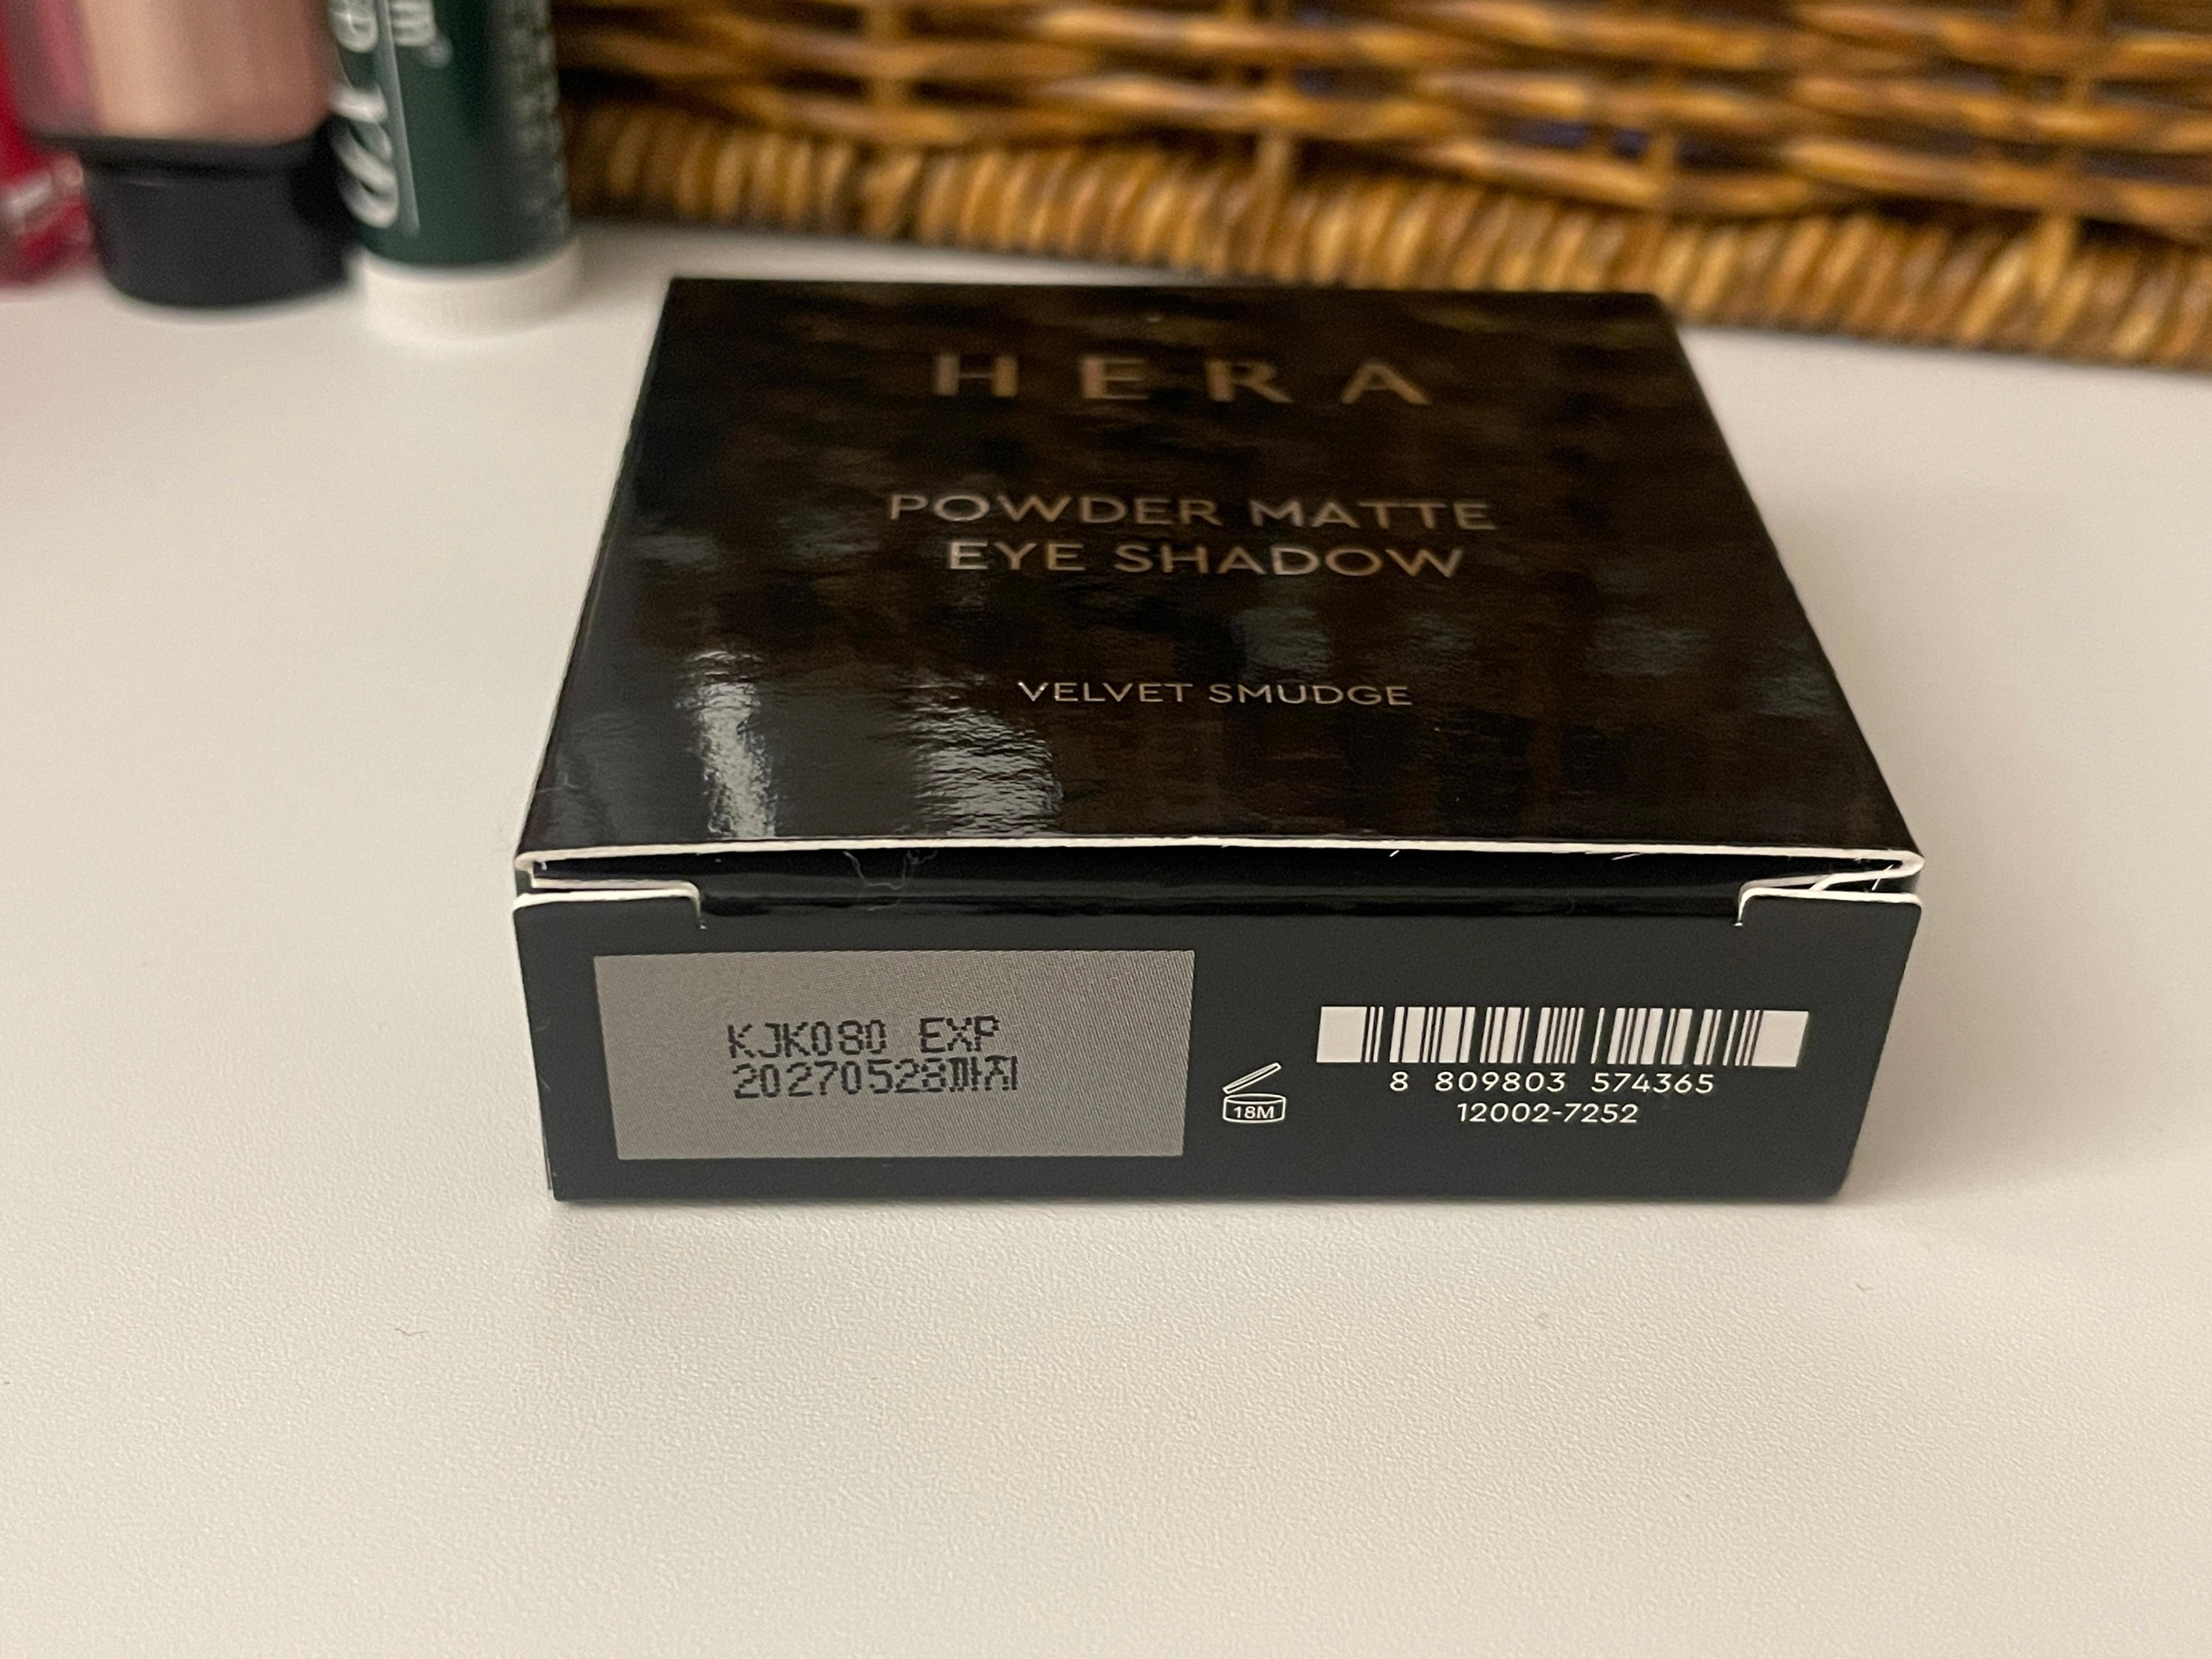 HERA
POWDER MATTE
EYE SHADOW
VELVET SMUDGE
KJK080 EXP
20270528까지
18M
8 809803 574365
12002-7252